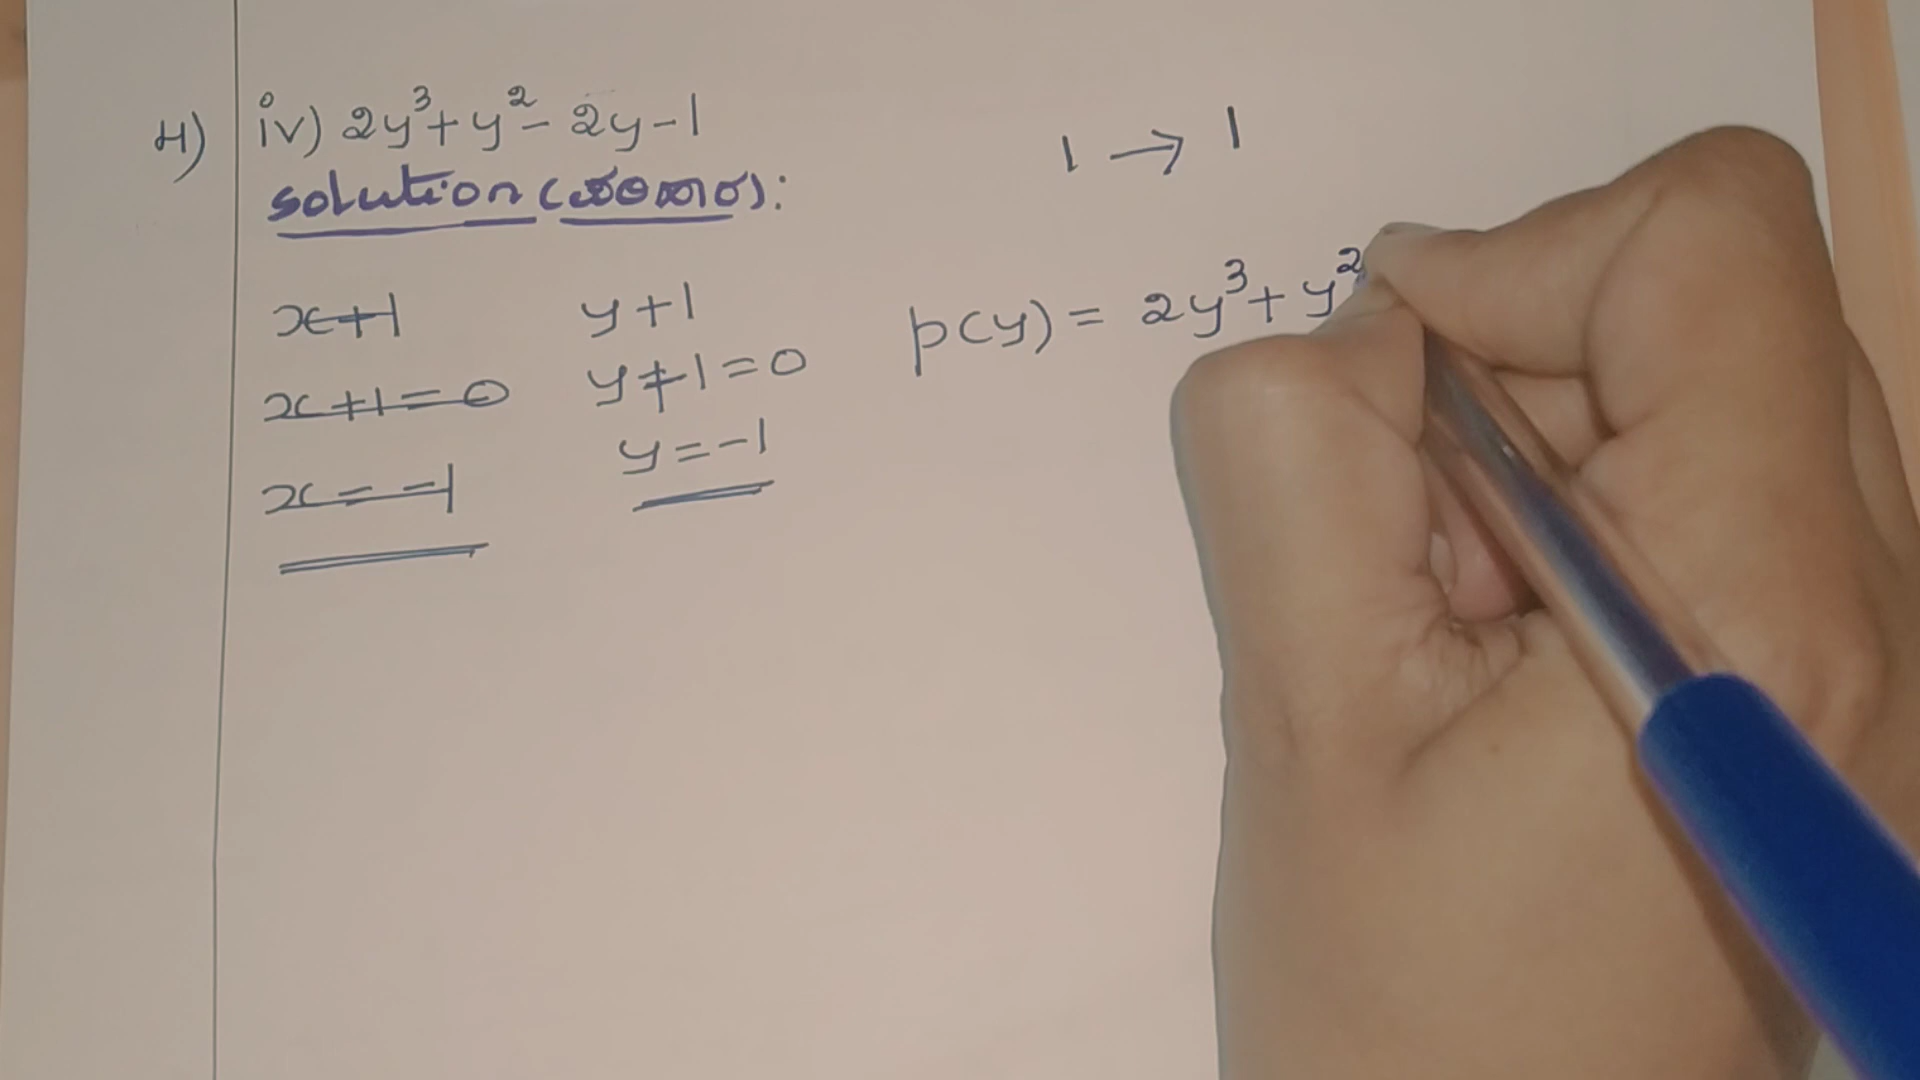 4) iv) 2y³+y²-2y-1
solution (ಪರಿಹಾರ):
x+1
x+1=0
x=-1
y+1
y+1=0
y=-1
1 → 1
p(y) = 2y³+y²